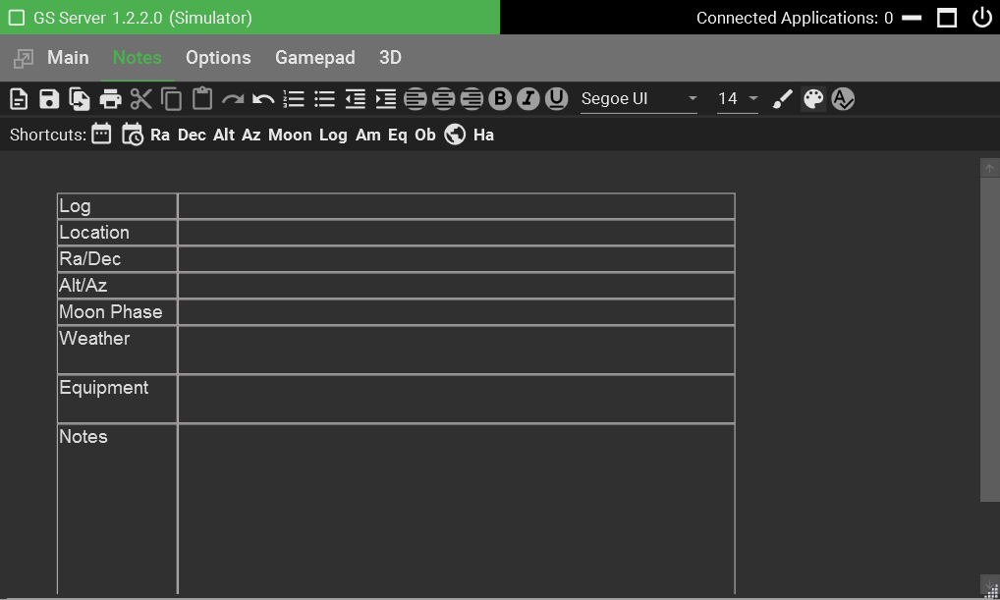 GS Server 1.2.2.0 (Simulator) Connected Applications: 0
Main Notes Options Gamepad 3D
B I U Segoe UI 14 A
Shortcuts: Ra Dec Alt Az Moon Log Am Eq Ob Ha
Log
Location
Ra/Dec
Alt/Az
Moon Phase
Weather
Equipment
Notes